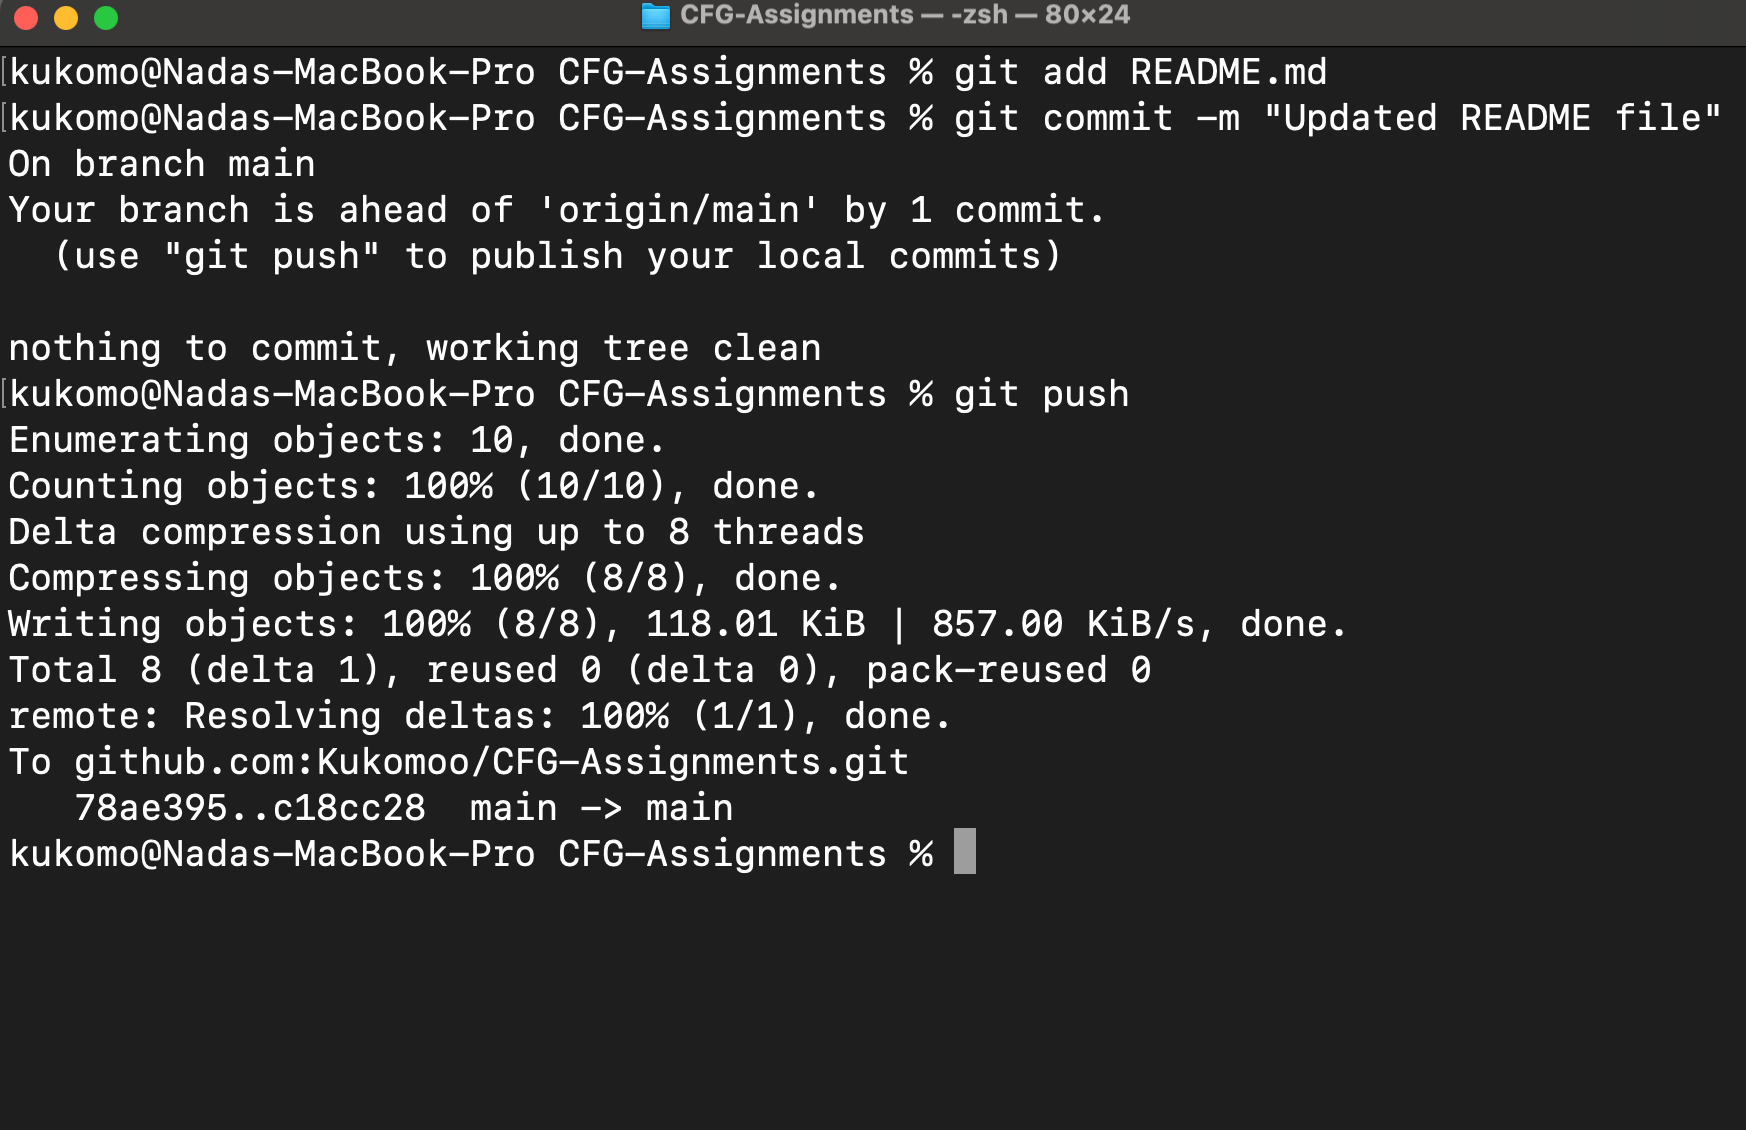 CFG-Assignments — -zsh — 80×24
[kukomo@Nadas-MacBook-Pro CFG-Assignments % git add README.md
[kukomo@Nadas-MacBook-Pro CFG-Assignments % git commit -m "Updated README file"
On branch main
Your branch is ahead of 'origin/main' by 1 commit.
  (use "git push" to publish your local commits)

nothing to commit, working tree clean
[kukomo@Nadas-MacBook-Pro CFG-Assignments % git push
Enumerating objects: 10, done.
Counting objects: 100% (10/10), done.
Delta compression using up to 8 threads
Compressing objects: 100% (8/8), done.
Writing objects: 100% (8/8), 118.01 KiB | 857.00 KiB/s, done.
Total 8 (delta 1), reused 0 (delta 0), pack-reused 0
remote: Resolving deltas: 100% (1/1), done.
To github.com:Kukomoo/CFG-Assignments.git
   78ae395..c18cc28  main -> main
kukomo@Nadas-MacBook-Pro CFG-Assignments %